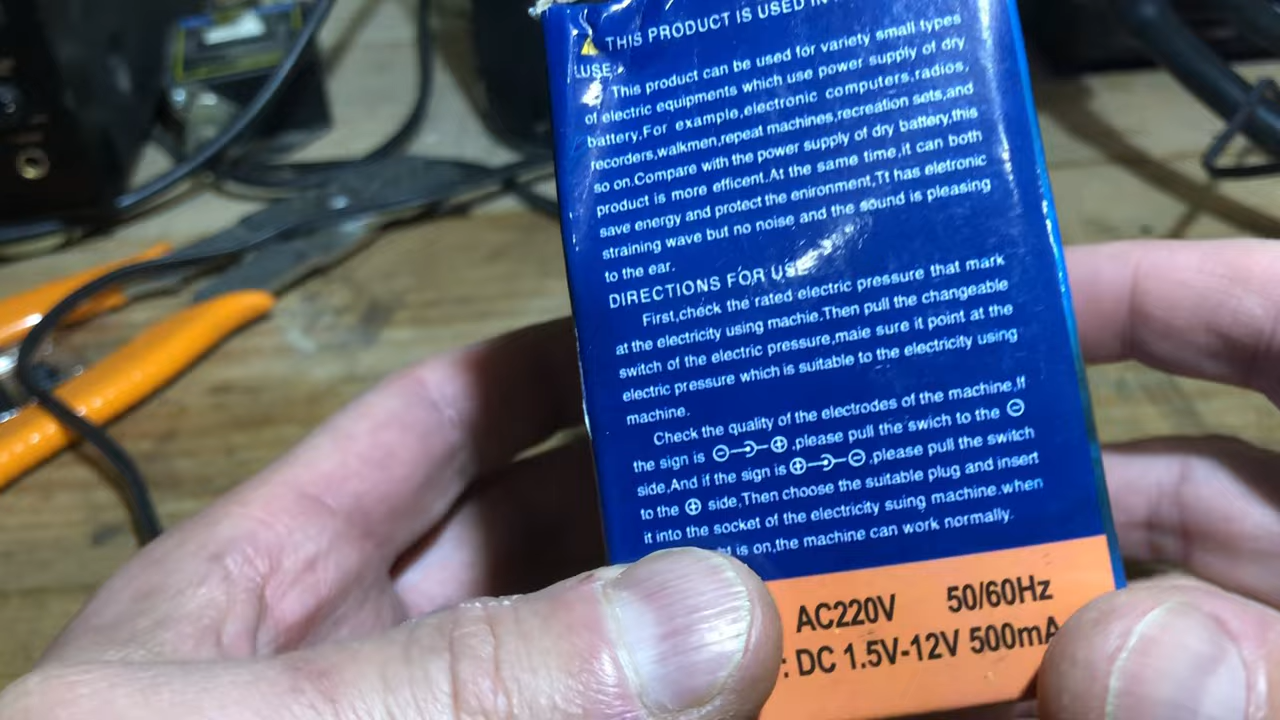 THIS PRODUCT IS USED IN
USE:
This product can be used for variety small types
of electric equipments which use power supply of dry
battery,For example,electronic computers,radios,
recorders,walkmen,repeat machines,recreation sets,and
so on.Compare with the power supply of dry battery,this
product is more efficent.At the same time,it can both
save energy and protect the enironment,Tt has eletronic
straining wave but no noise and the sound is pleasing
to the ear.
DIRECTIONS FOR USE
First,check the rated electric pressure that mark
at the electricity using machie.Then pull the changeable
switch of the electric pressure,maie sure it point at the
electric pressure which is suitable to the electricity using
machine.
Check the quality of the electrodes of the machine,If
the sign is ⊖-⊃-⊕,please pull the swich to the ⊖
side,And if the sign is ⊕-⊃-⊖,please pull the switch
to the ⊕ side,Then choose the suitable plug and insert
it into the socket of the electricity suing machine.when
is on,the machine can work normally.
AC220V 50/60Hz
: DC 1.5V-12V 500mA